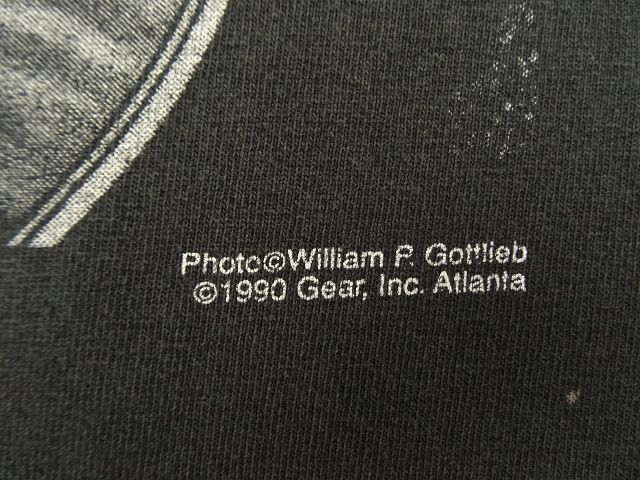 Photo©William P. Gottlieb
©1990 Gear, Inc. Atlanta